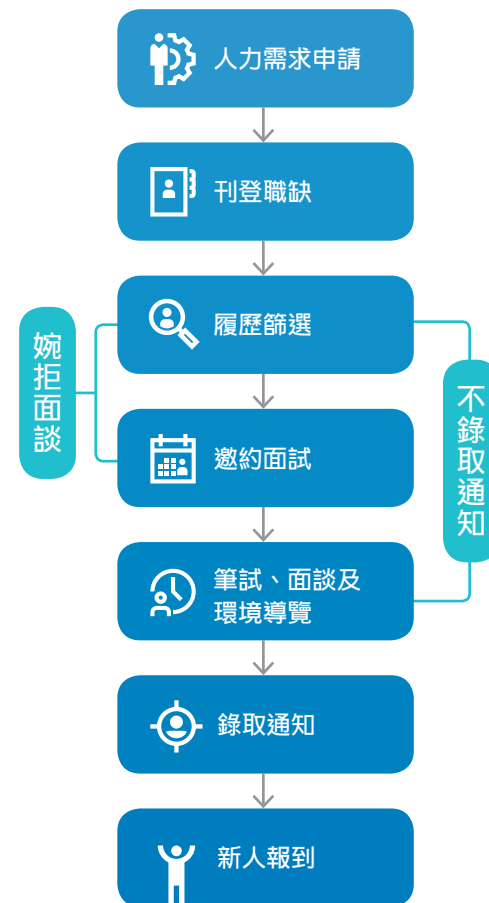 人力需求申請
刊登職缺
履歷篩選
婉拒面談
不錄取通知
邀約面試
筆試、面談及
環境導覽
錄取通知
新人報到